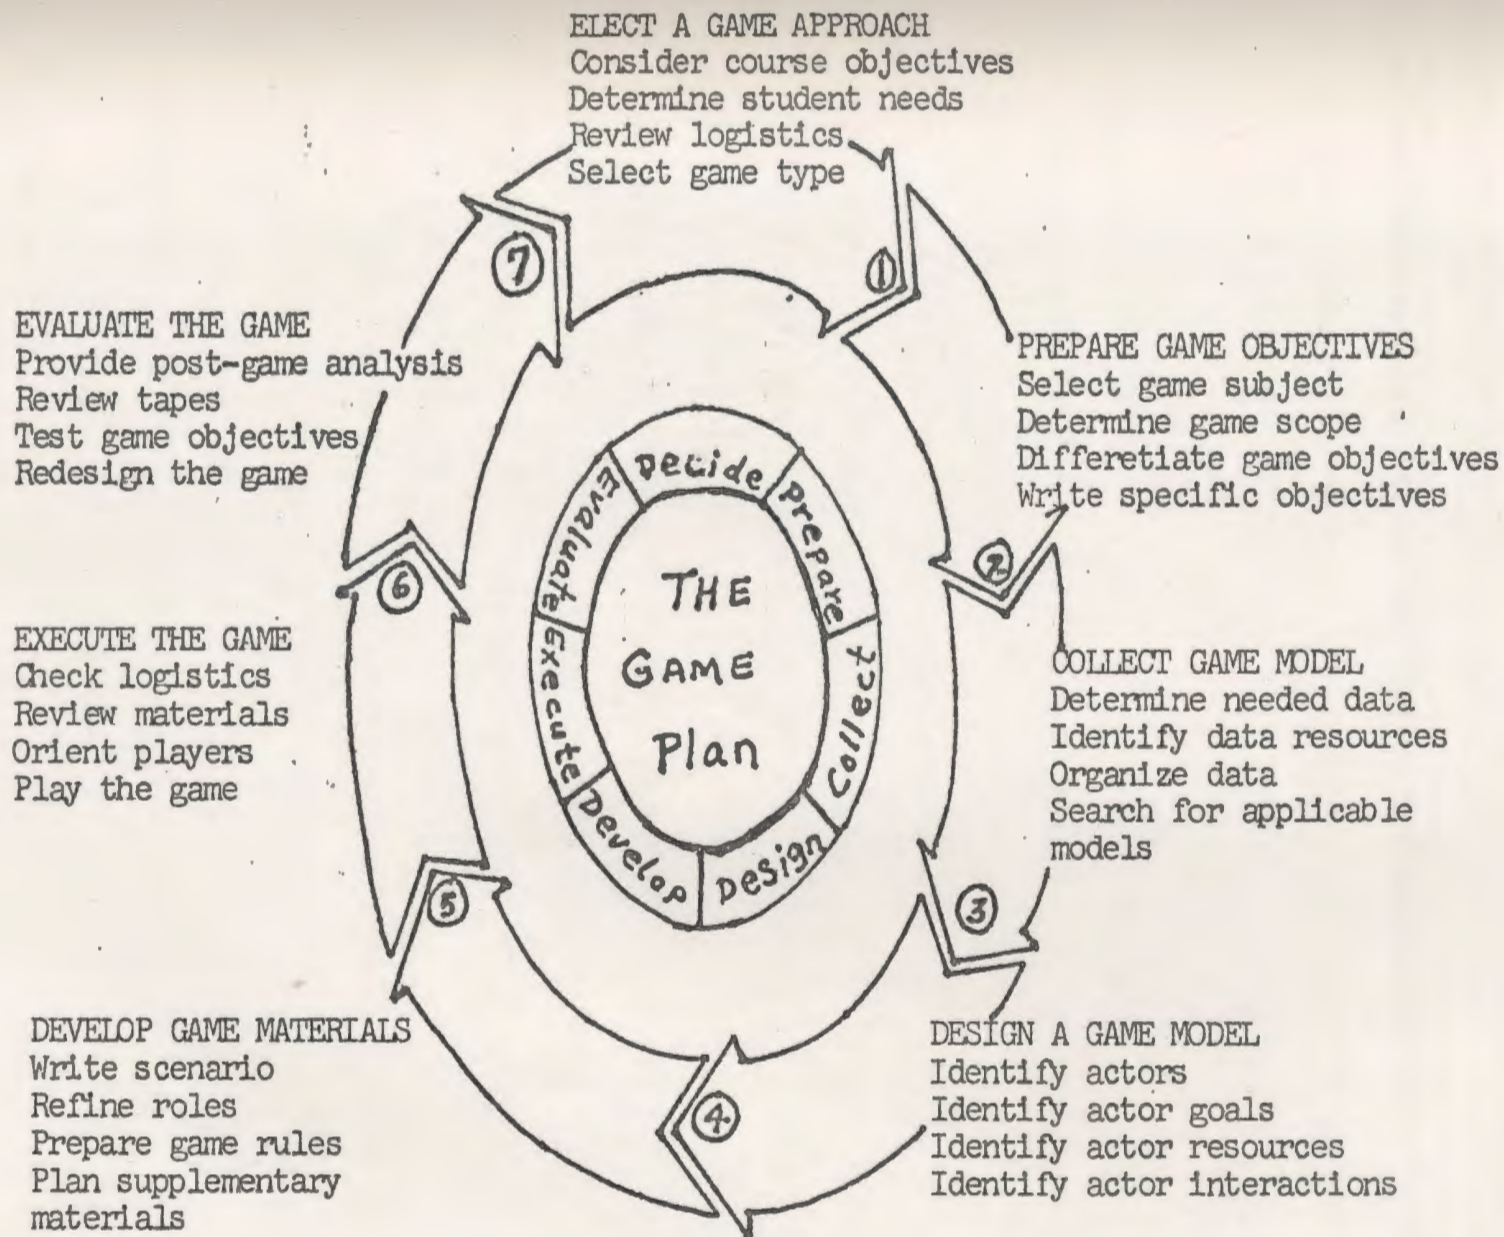 ELECT A GAME APPROACH
Consider course objectives
Determine student needs
Review logistics
Select game type
1
PREPARE GAME OBJECTIVES
Select game subject
Determine game scope
Differetiate game objectives
Write specific objectives
2
COLLECT GAME MODEL
Determine needed data
Identify data resources
Organize data
Search for applicable
models
3
DESIGN A GAME MODEL
Identify actors
Identify actor goals
Identify actor resources
Identify actor interactions
4
DEVELOP GAME MATERIALS
Write scenario
Refine roles
Prepare game rules
Plan supplementary
materials
5
EXECUTE THE GAME
Check logistics
Review materials
Orient players
Play the game
6
EVALUATE THE GAME
Provide post-game analysis
Review tapes
Test game objectives
Redesign the game
7
Decide
Prepare
Collect
Design
Develop
Execute
Evaluate
THE
GAME
Plan